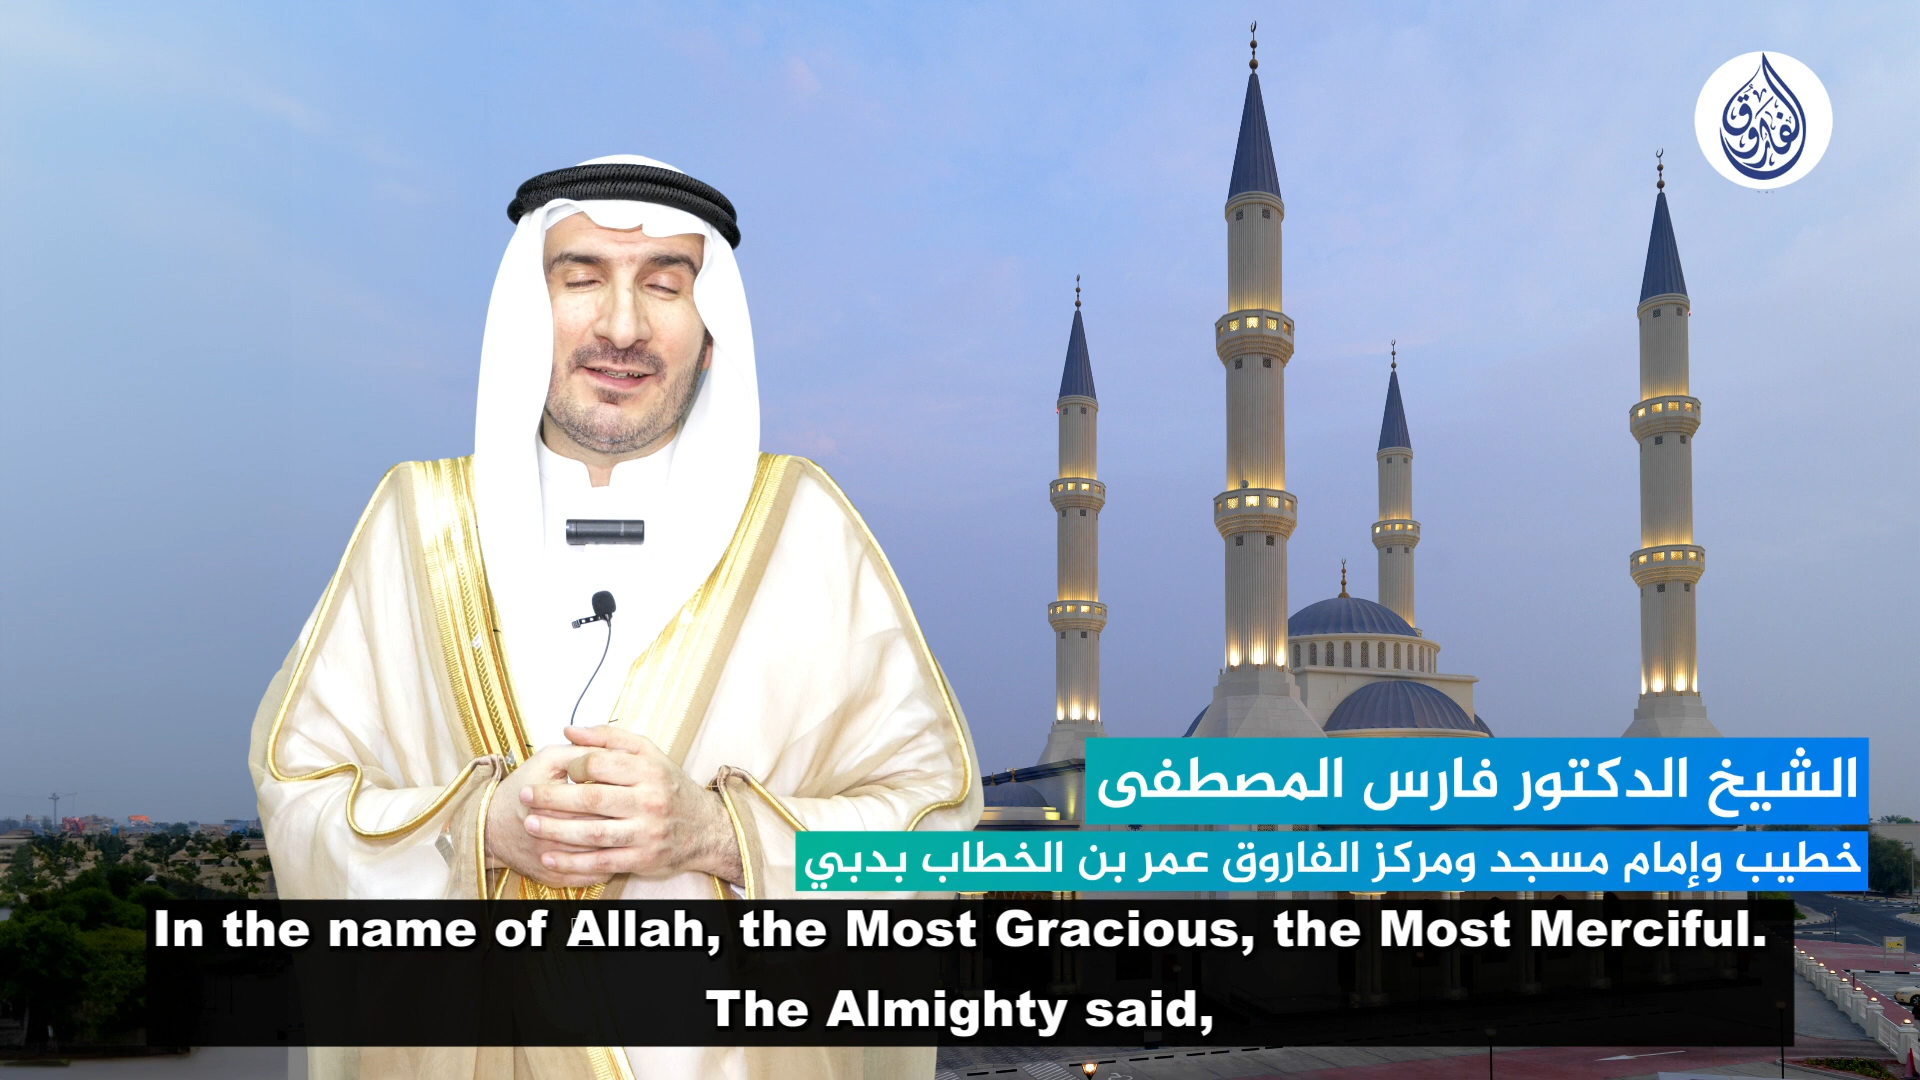 الفاروق
الشيخ الدكتور فارس المصطفى
خطيب وإمام مسجد ومركز الفاروق عمر بن الخطاب بدبي
In the name of Allah, the Most Gracious, the Most Merciful.
The Almighty said,